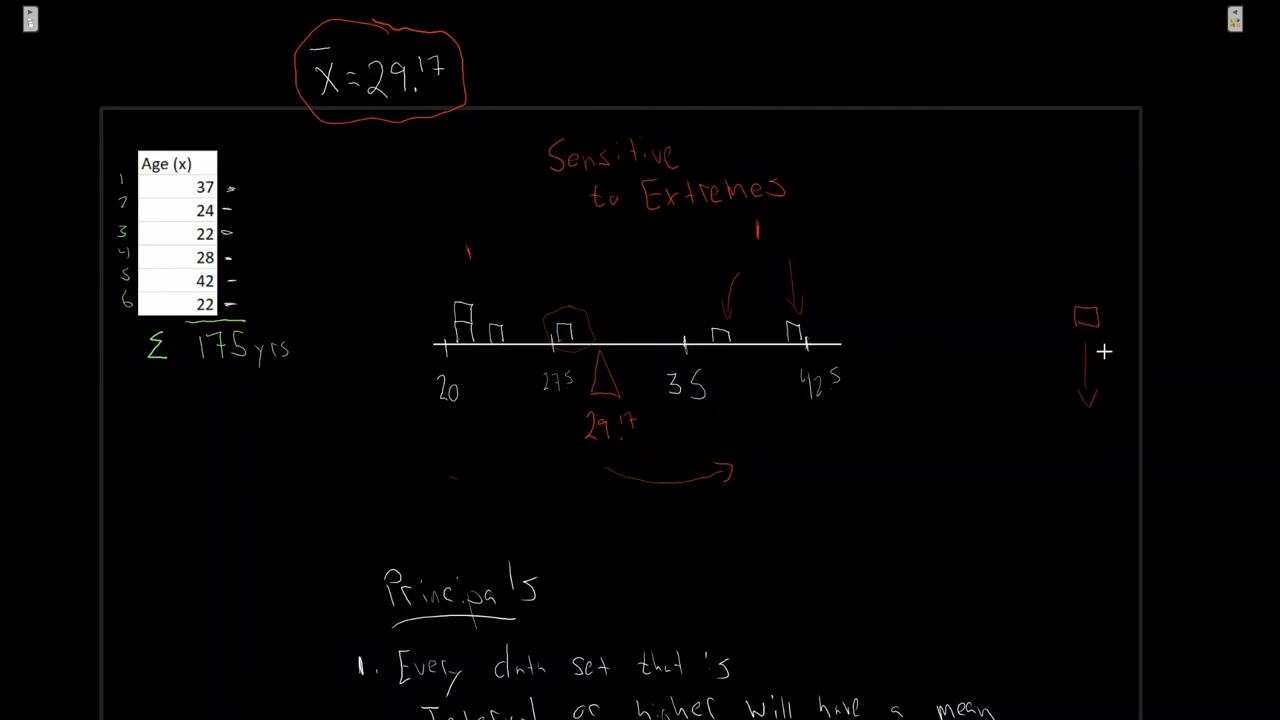 x̄=29.17
Age (x)
1 37
2 24
3 22
4 28
5 42
6 22
Σ 175 yrs
Sensitive
to Extremes
20 27.5 35 42.5
29.17
Principals
1. Every data set that is
Interval or higher will have a mean